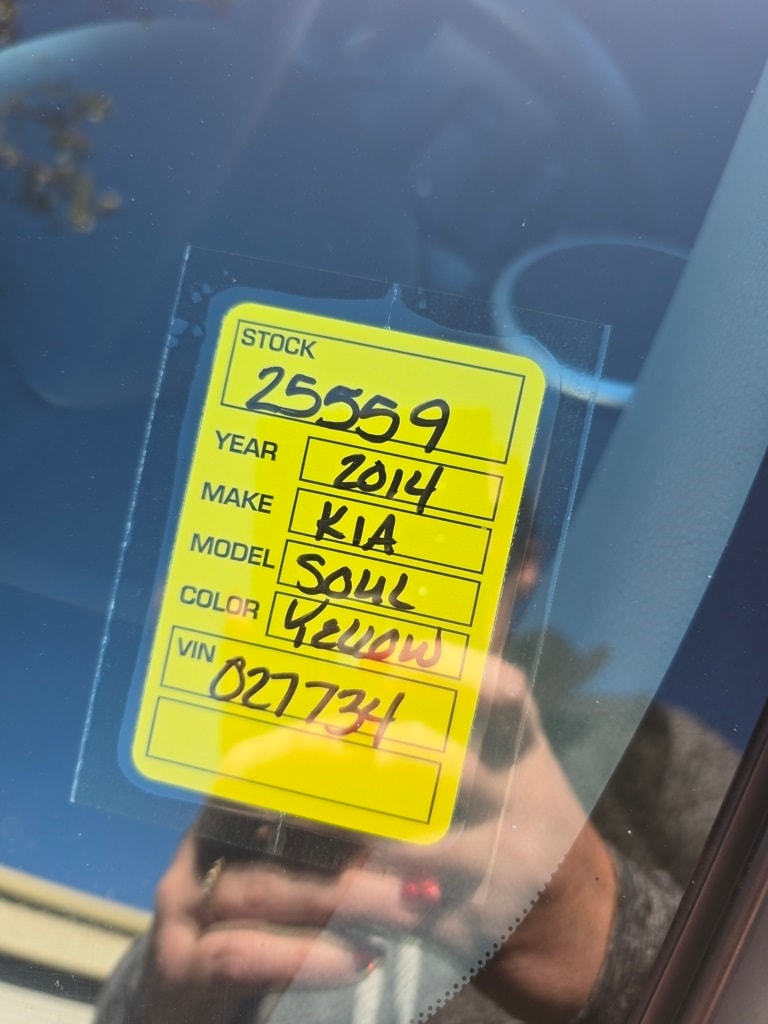 STOCK
25559
YEAR 2014
MAKE KIA
MODEL SOUL
COLOR YELLOW
VIN 027734